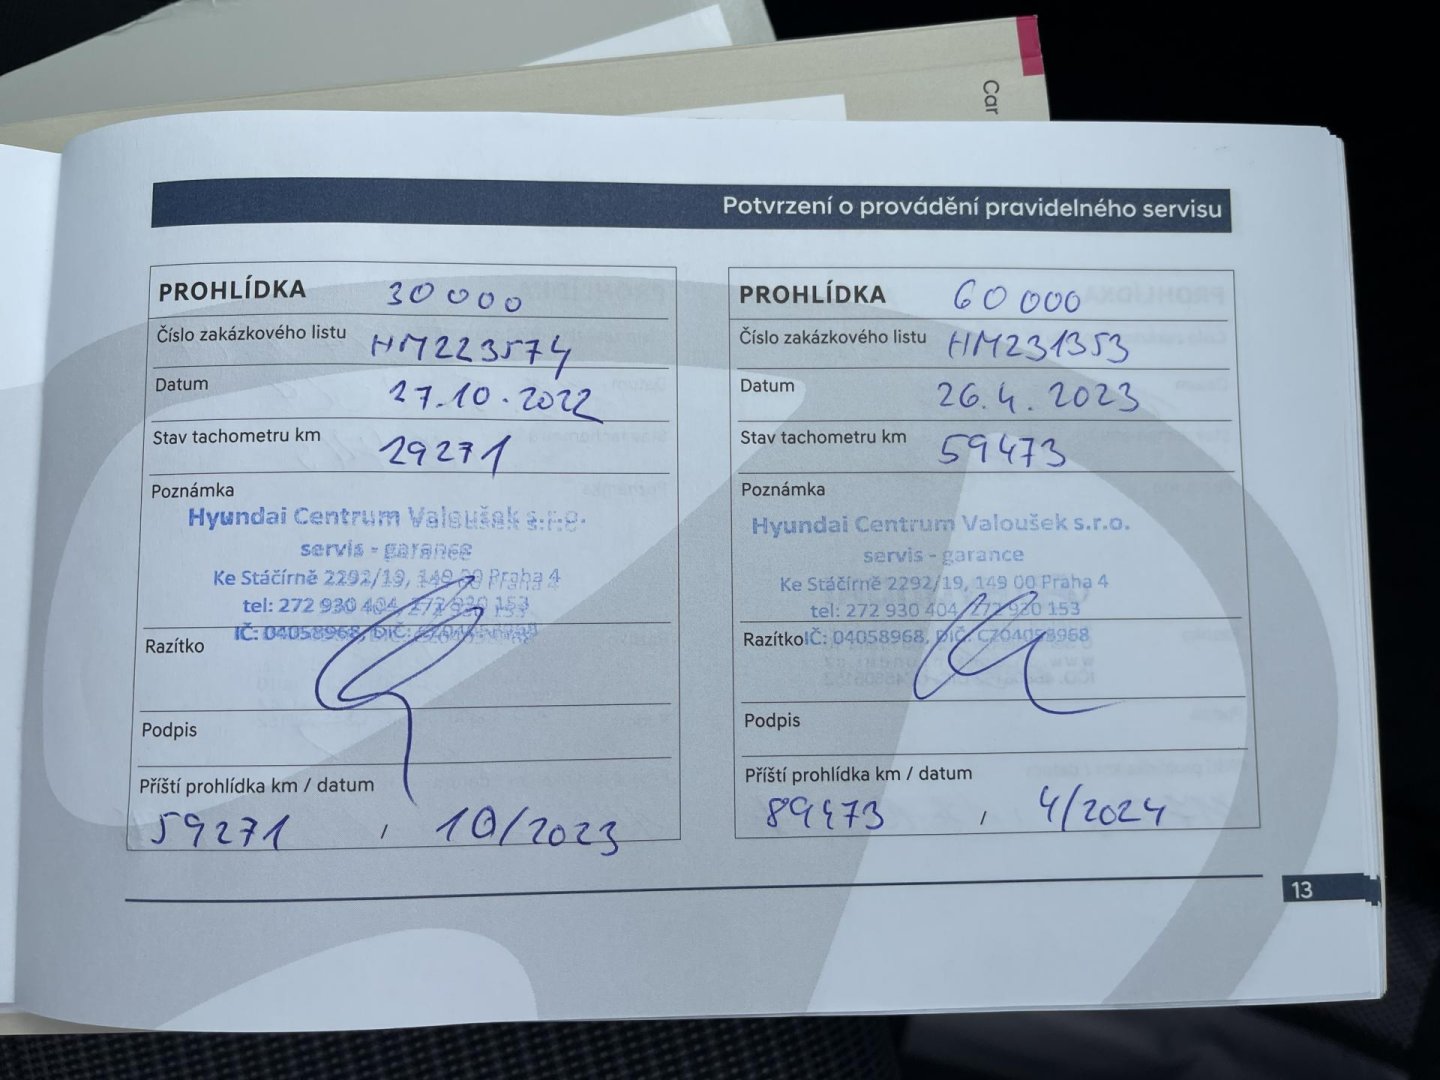 Car
Potvrzení o provádění pravidelného servisu
PROHLÍDKA 30 000
Číslo zakázkového listu HM223574
Datum 27.10.2022
Stav tachometru km 29271
Poznámka
Hyundai Centrum Valoušek s.r.o.
servis - garance
Ke Stáčírně 2292/19, 149 00 Praha 4
tel: 272 930 404, 272 930 153
IČ: 04058968, DIČ: CZ04058968
Razítko
Podpis
Příští prohlídka km / datum
59271 , 10/2023
PROHLÍDKA 60 000
Číslo zakázkového listu HM231353
Datum 26.4.2023
Stav tachometru km 59473
Poznámka
Hyundai Centrum Valoušek s.r.o.
servis - garance
Ke Stáčírně 2292/19, 149 00 Praha 4
tel: 272 930 404, 272 930 153
Razítko IČ: 04058968, DIČ: CZ04058968
Podpis
Příští prohlídka km / datum
89473 , 4/2024
13